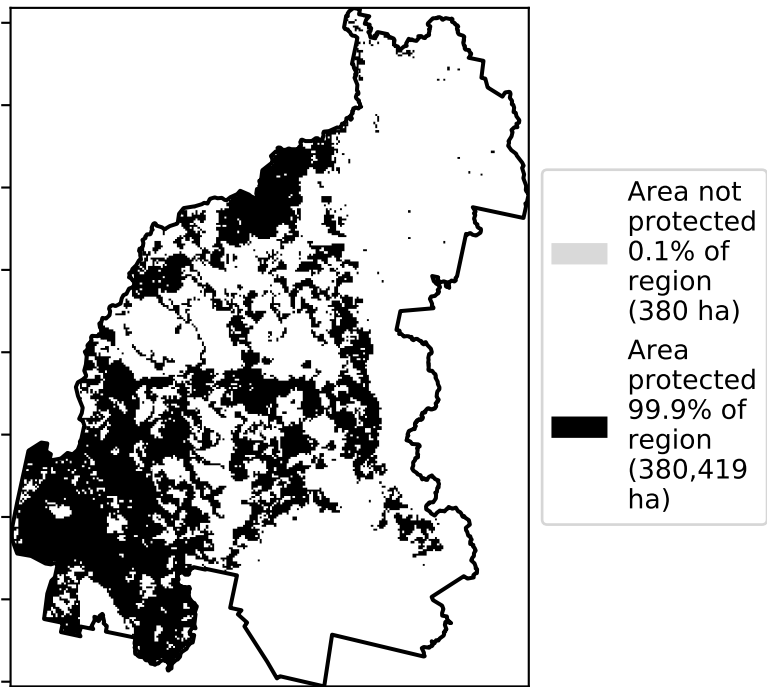 Area not
protected
0.1% of
region
(380 ha)
Area
protected
99.9% of
region
(380,419
ha)